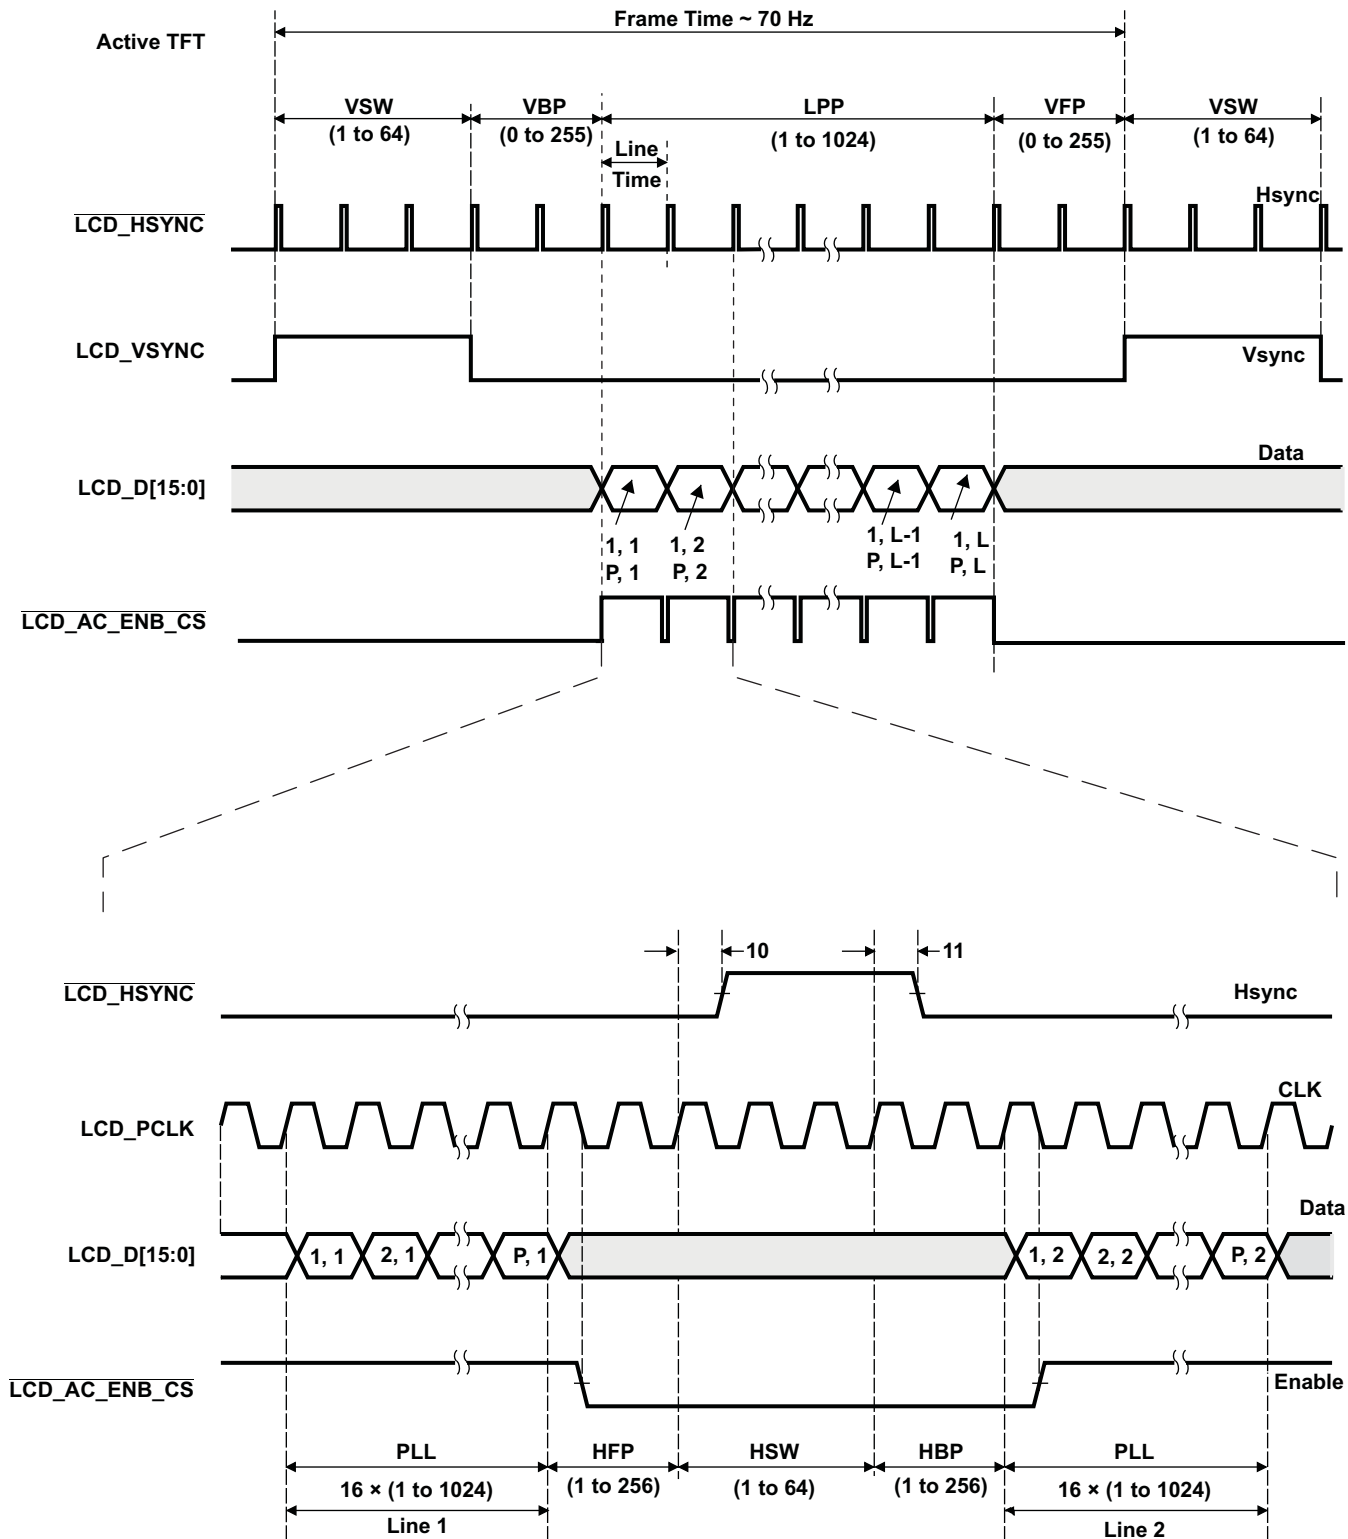 Frame Time ~ 70 Hz
Active TFT
VSW VBP LPP VFP VSW
(1 to 64) (0 to 255) (1 to 1024) (0 to 255) (1 to 64)
Line
Time
Hsync
LCD_HSYNC
LCD_VSYNC
Vsync
Data
LCD_D[15:0]
1, 1 1, 2 1, L-1 1, L
P, 1 P, 2 P, L-1 P, L
LCD_AC_ENB_CS
10 11
LCD_HSYNC
Hsync
CLK
LCD_PCLK
Data
LCD_D[15:0]
1, 1 2, 1 P, 1 1, 2 2, 2 P, 2
LCD_AC_ENB_CS
Enable
PLL HFP HSW HBP PLL
16 × (1 to 1024) (1 to 256) (1 to 64) (1 to 256) 16 × (1 to 1024)
Line 1 Line 2